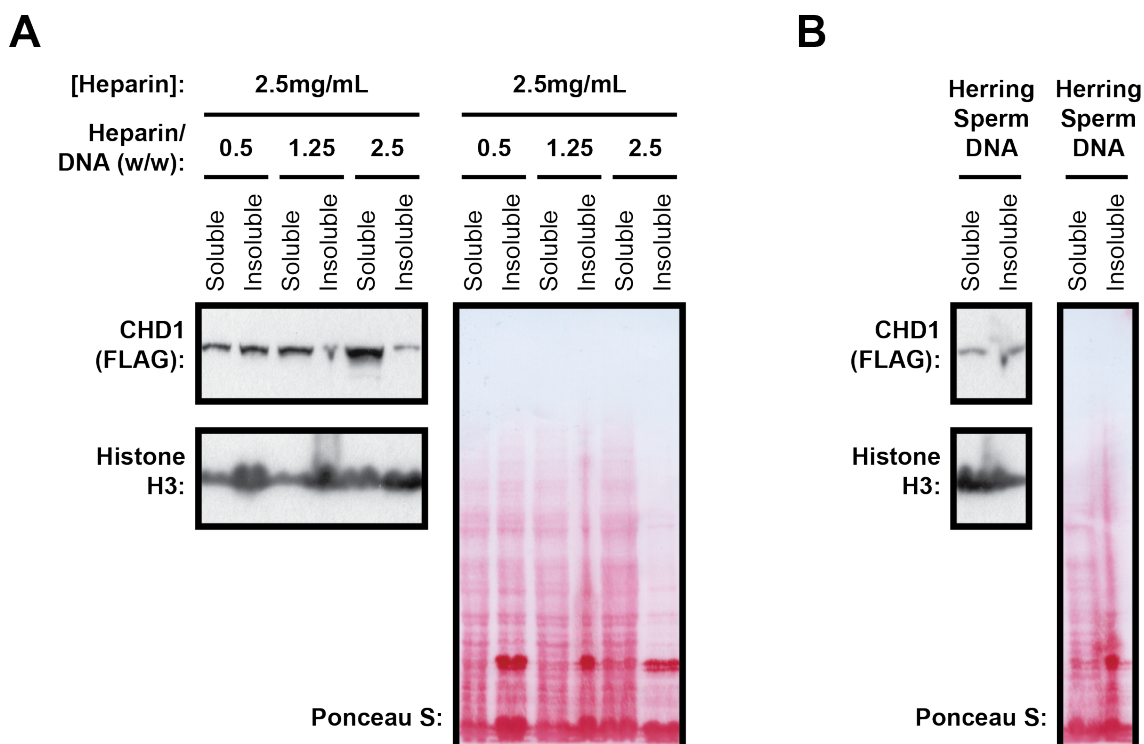 A
[Heparin]: 2.5mg/mL 2.5mg/mL
Heparin/
DNA (w/w): 0.5 1.25 2.5 0.5 1.25 2.5
Soluble Insoluble Soluble Insoluble Soluble Insoluble Soluble Insoluble Soluble Insoluble Soluble Insoluble
CHD1
(FLAG):
Histone
H3:
Ponceau S:
B
Herring Herring
Sperm Sperm
DNA DNA
Soluble Insoluble Soluble Insoluble
CHD1
(FLAG):
Histone
H3:
Ponceau S: